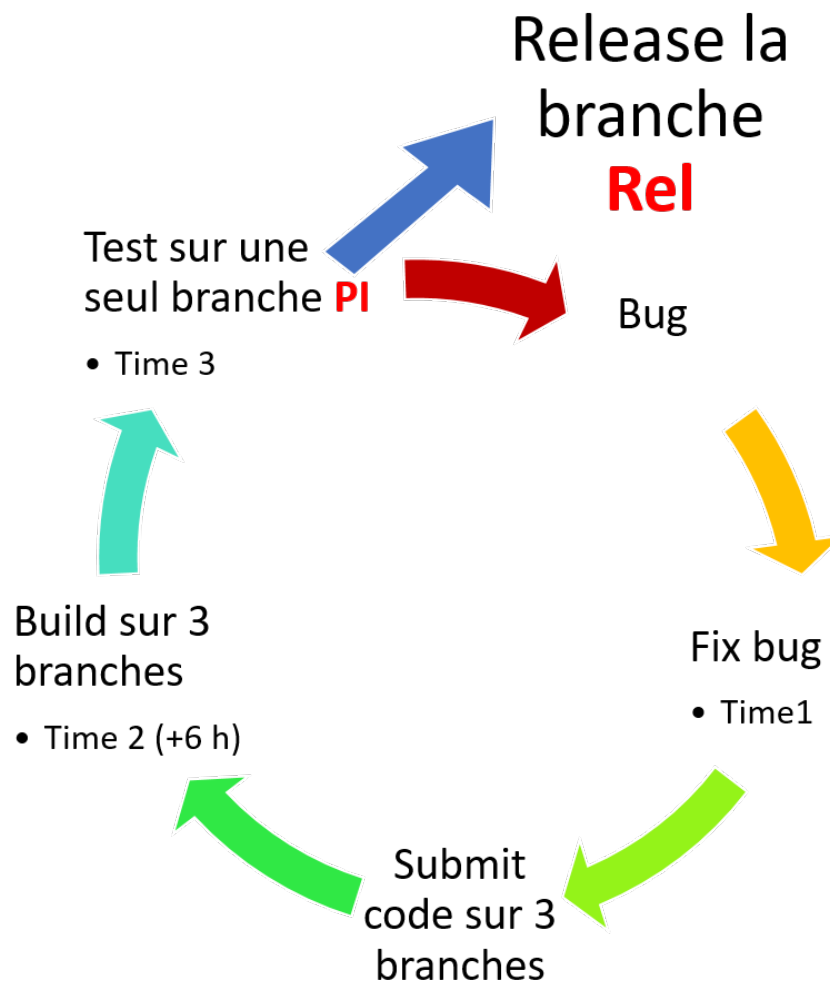 Release la
branche
Rel
Test sur une
seul branche PI
• Time 3
Bug
Build sur 3
branches
• Time 2 (+6 h)
Fix bug
• Time1
Submit
code sur 3
branches